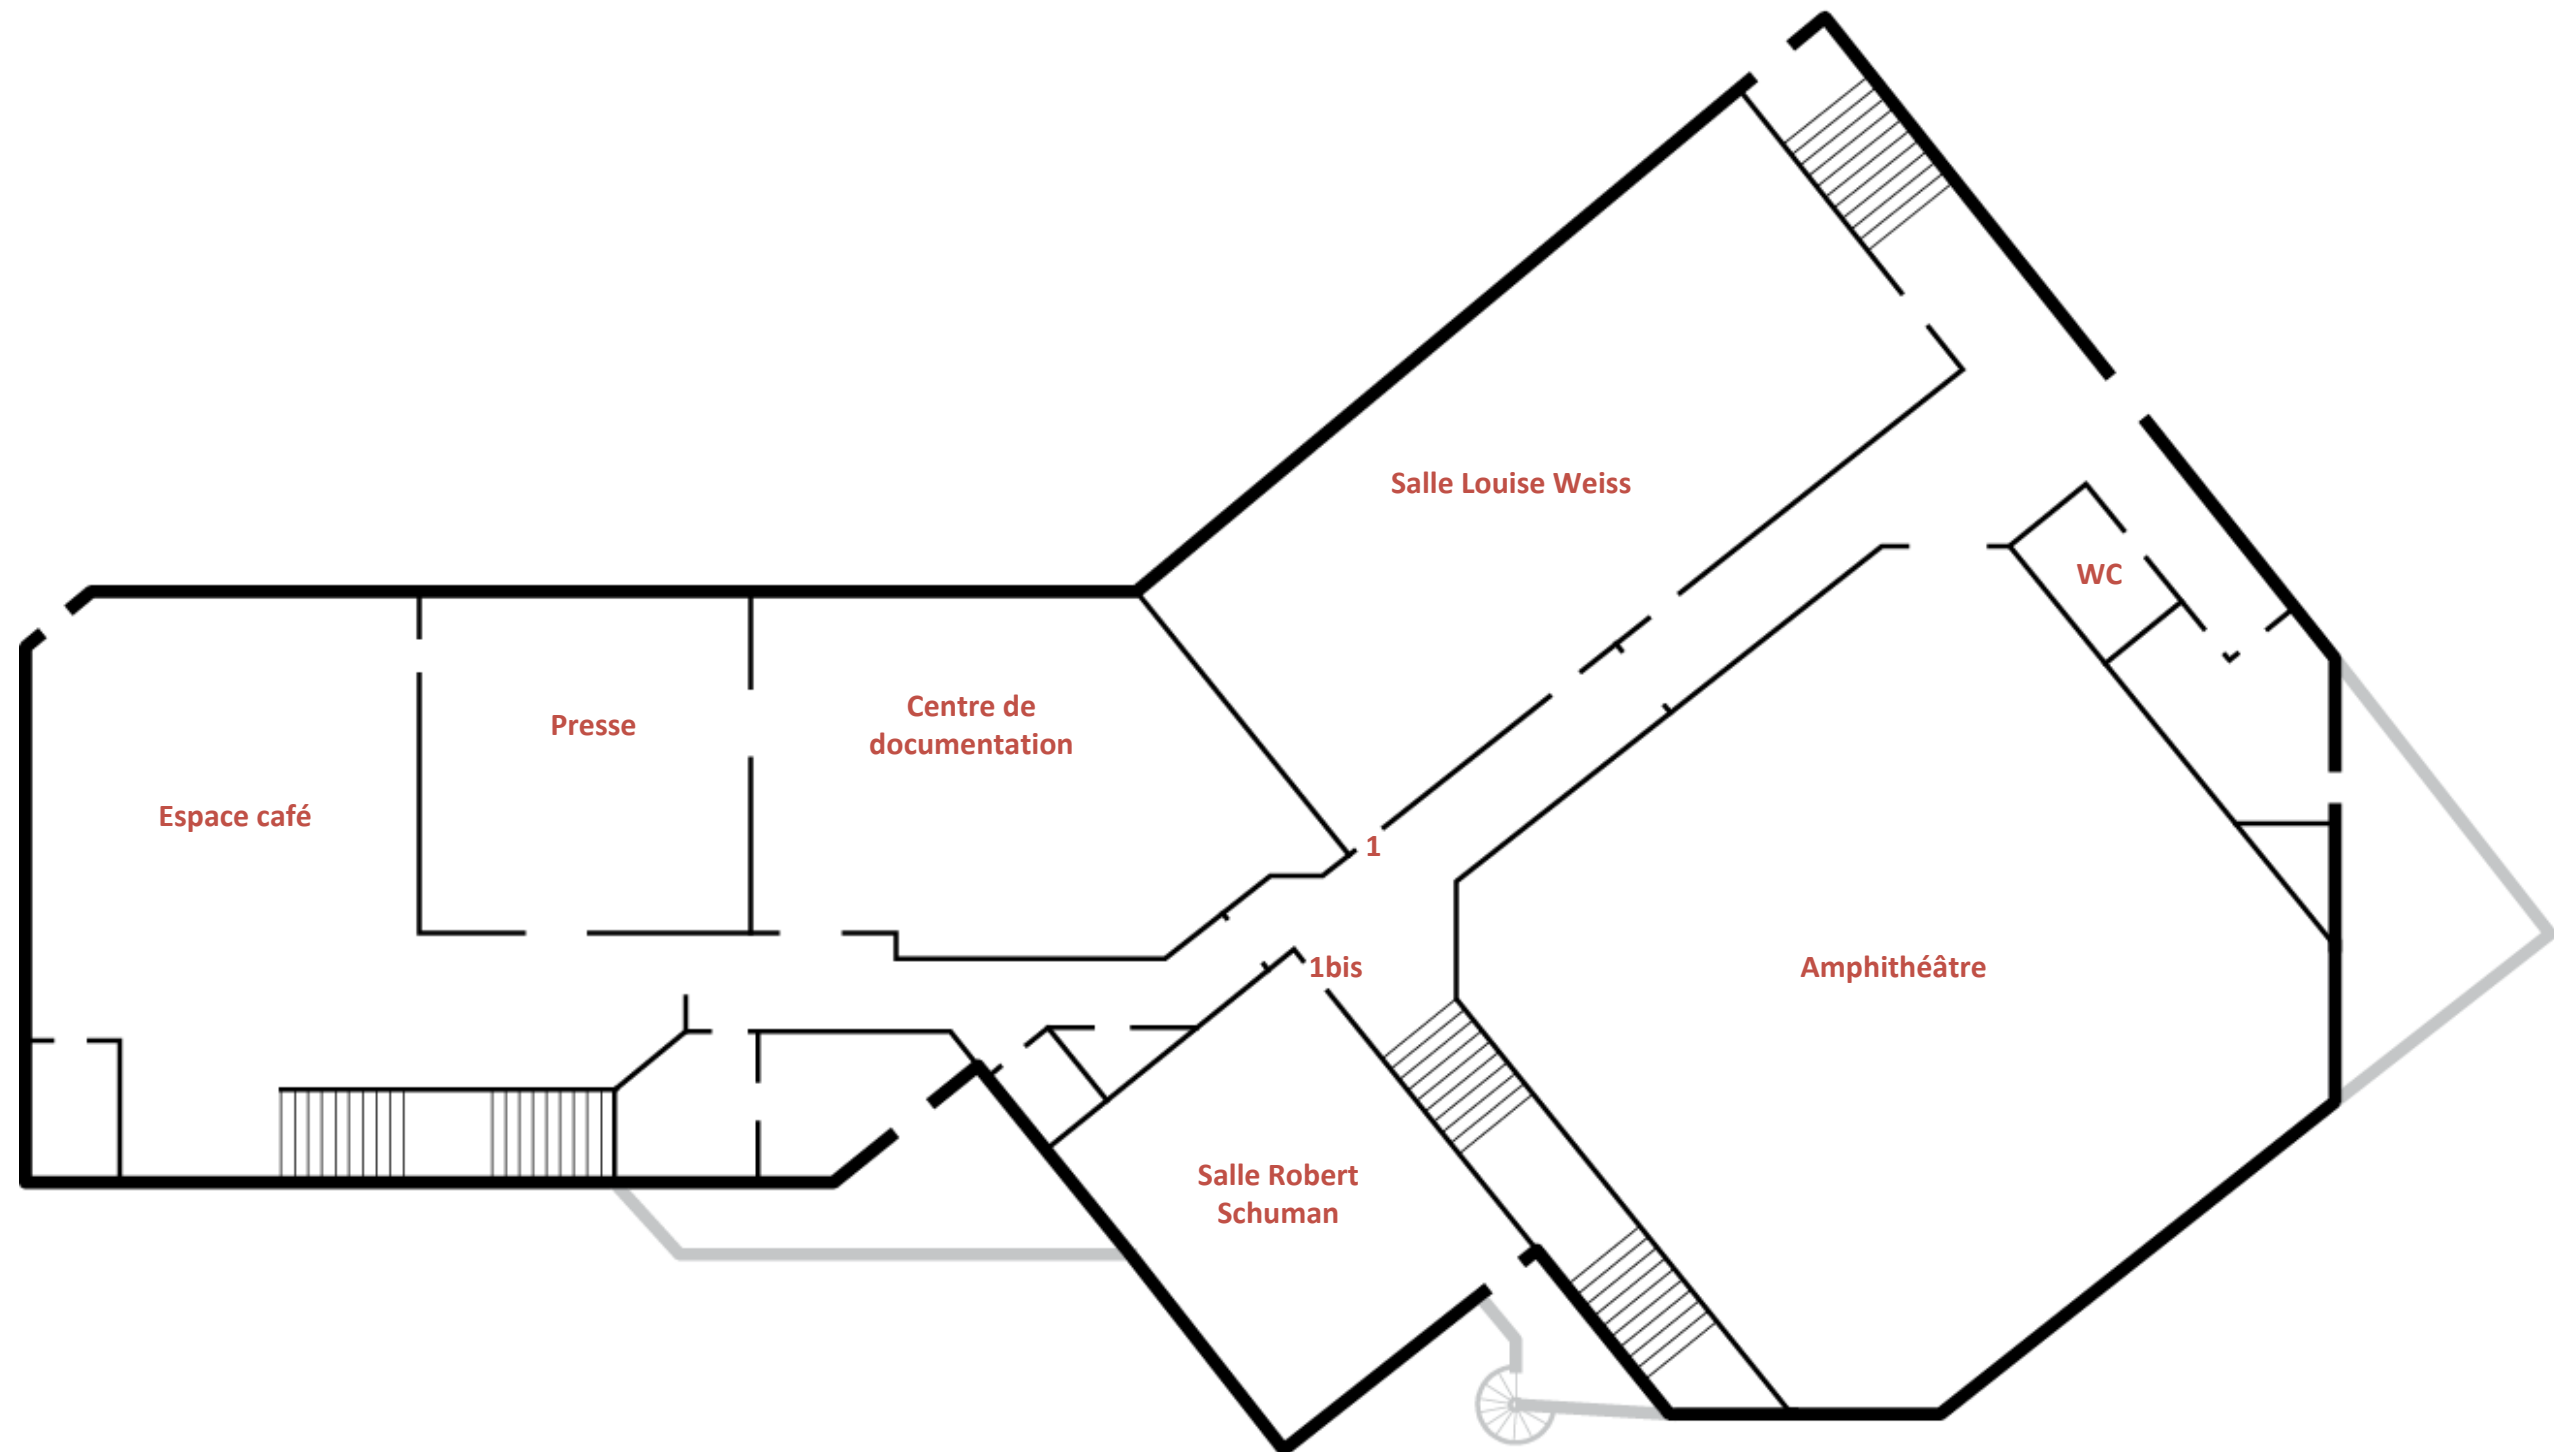 Salle Louise Weiss
WC
Centre de
documentation
Presse
Espace café
1
1bis
Amphithéâtre
Salle Robert
Schuman